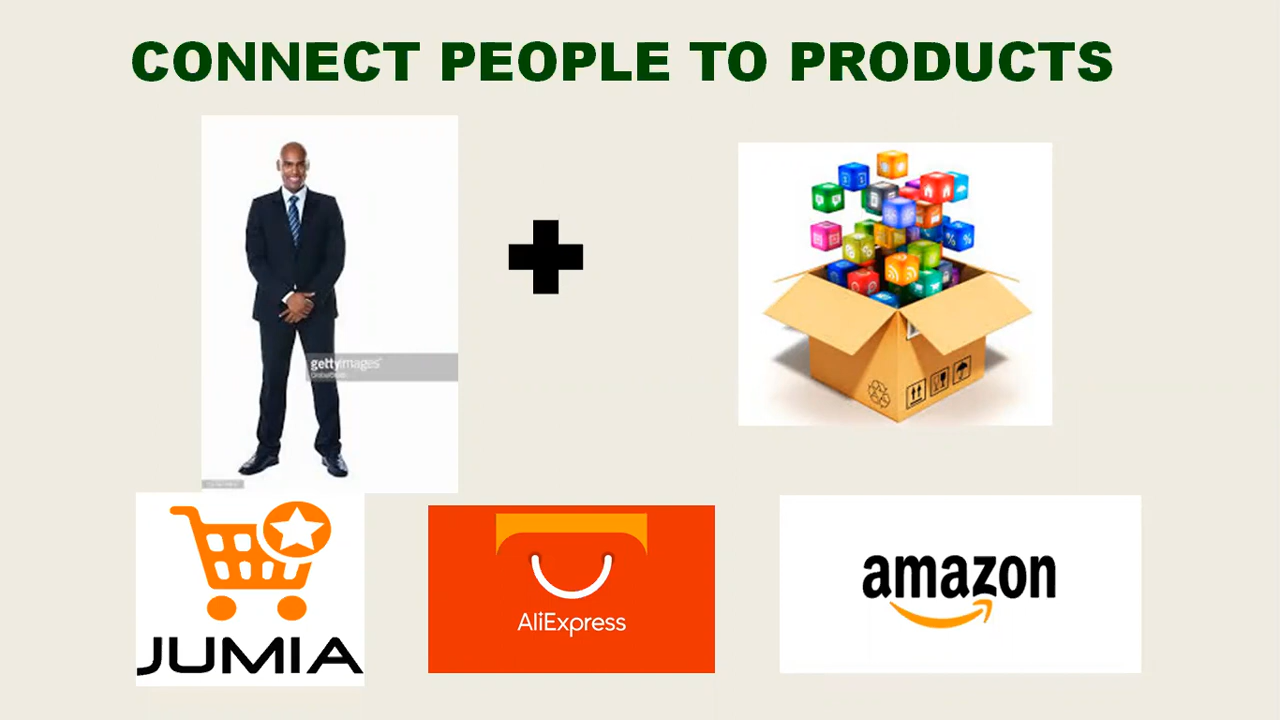 CONNECT PEOPLE TO PRODUCTS
gettyimages
JUMIA
AliExpress
amazon